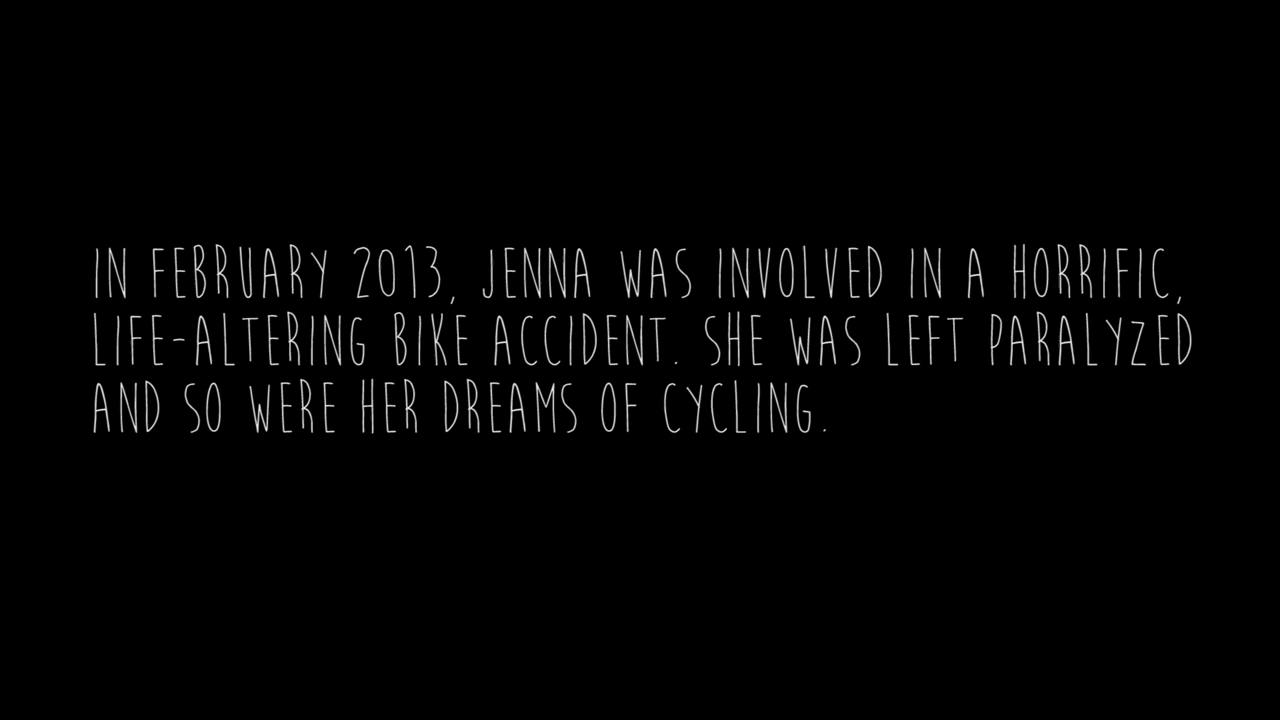 IN FEBRUARY 2013, JENNA WAS INVOLVED IN A HORRIFIC,
LIFE-ALTERING BIKE ACCIDENT. SHE WAS LEFT PARALYZED
AND SO WERE HER DREAMS OF CYCLING.